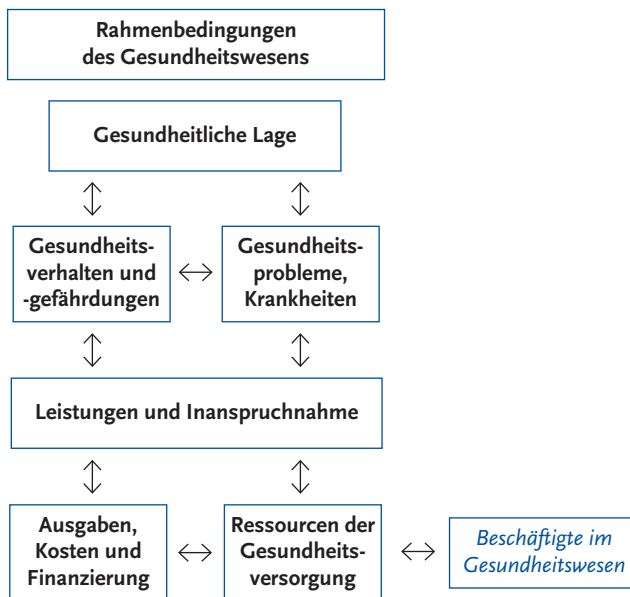 Rahmenbedingungen
des Gesundheitswesens
Gesundheitliche Lage
Gesundheits-
verhalten und
-gefährdungen
Gesundheits-
probleme,
Krankheiten
Leistungen und Inanspruchnahme
Ausgaben,
Kosten und
Finanzierung
Ressourcen der
Gesundheits-
versorgung
Beschäftigte im
Gesundheitswesen